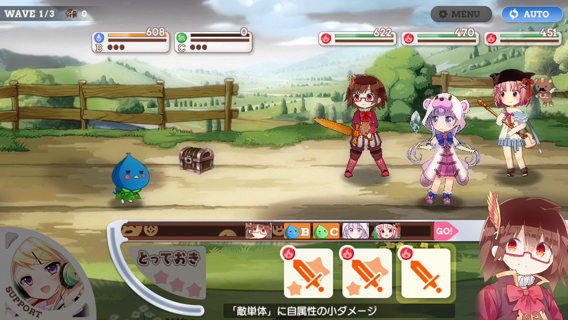 WAVE 1/3
0
MENU
AUTO
608
B
0
C
622
470
451
B
C
GO!
とっておき
SUPPORT
「敵単体」に自属性の小ダメージ